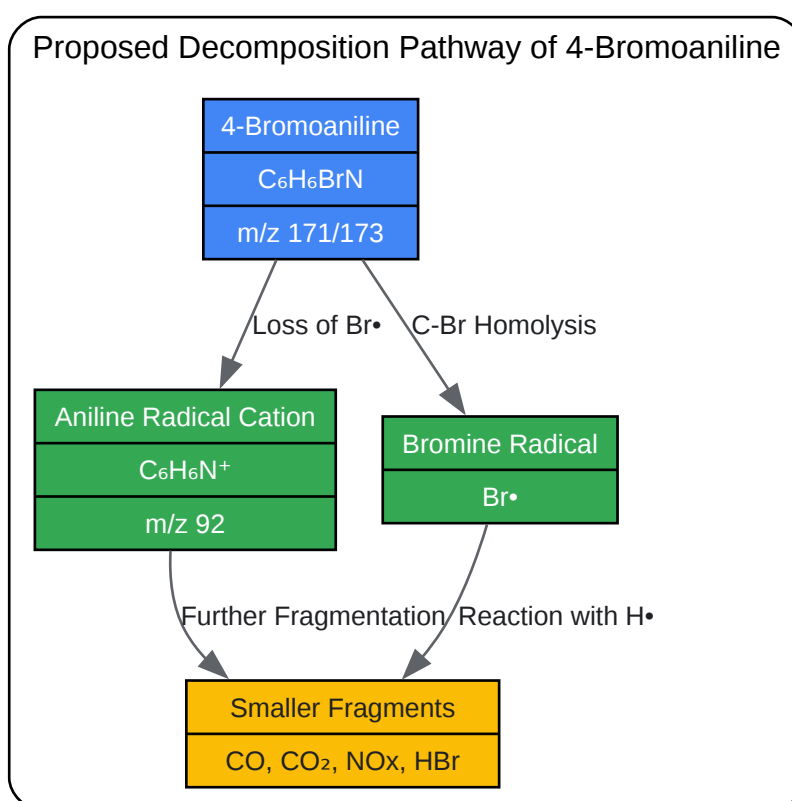 Proposed Decomposition Pathway of 4-Bromoaniline
4-Bromoaniline
C₆H₆BrN
m/z 171/173
Loss of Br•
C-Br Homolysis
Aniline Radical Cation
C₆H₆N⁺
m/z 92
Bromine Radical
Br•
Further Fragmentation
Reaction with H•
Smaller Fragments
CO, CO₂, NOx, HBr